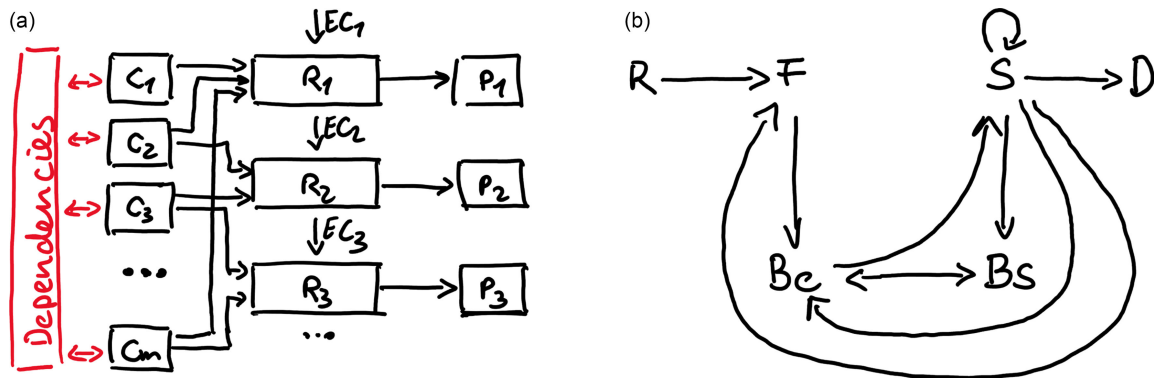 (a)
Dependencies
C1
C2
C3
...
Cm
EC1
R1
EC2
R2
EC3
R3
...
P1
P2
P3
(b)
R
F
S
D
Be
Bs